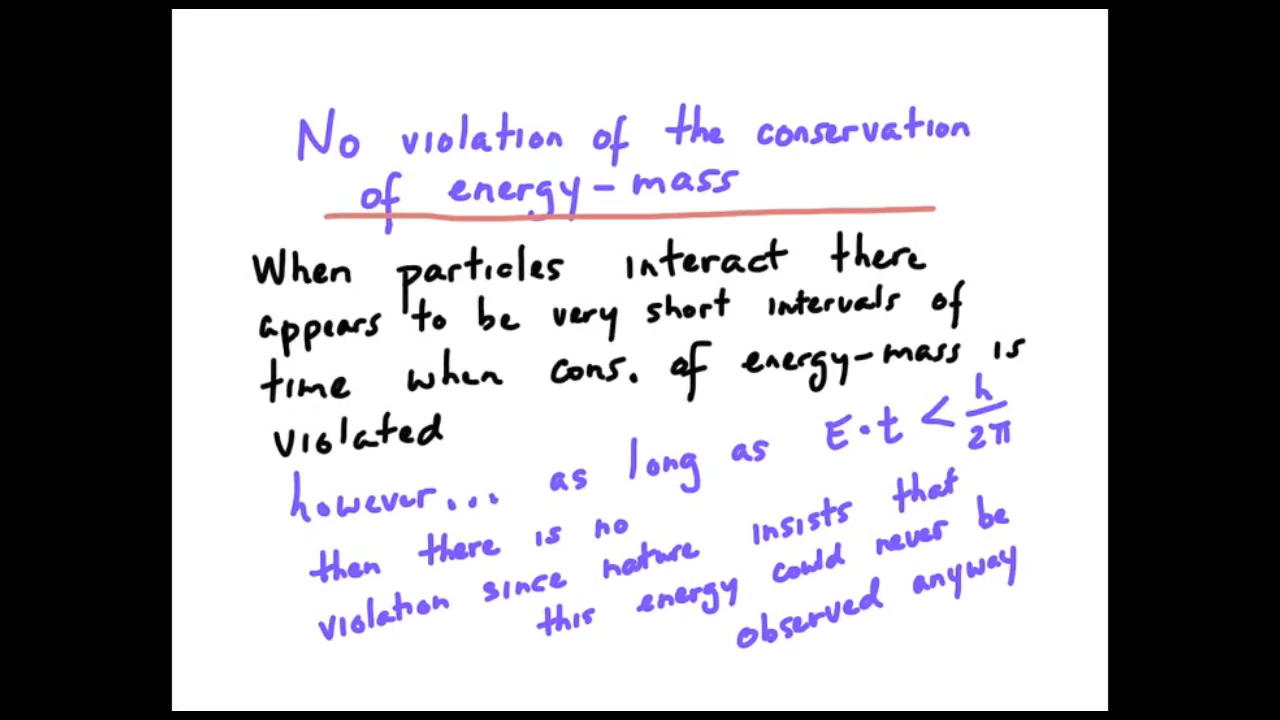 No violation of the conservation
of energy-mass
When particles interact there
appears to be very short intervals of
time when cons. of energy-mass is
violated
however... as long as E·t < h/2π
then there is no
violation since nature insists that
this energy could never be
observed anyway